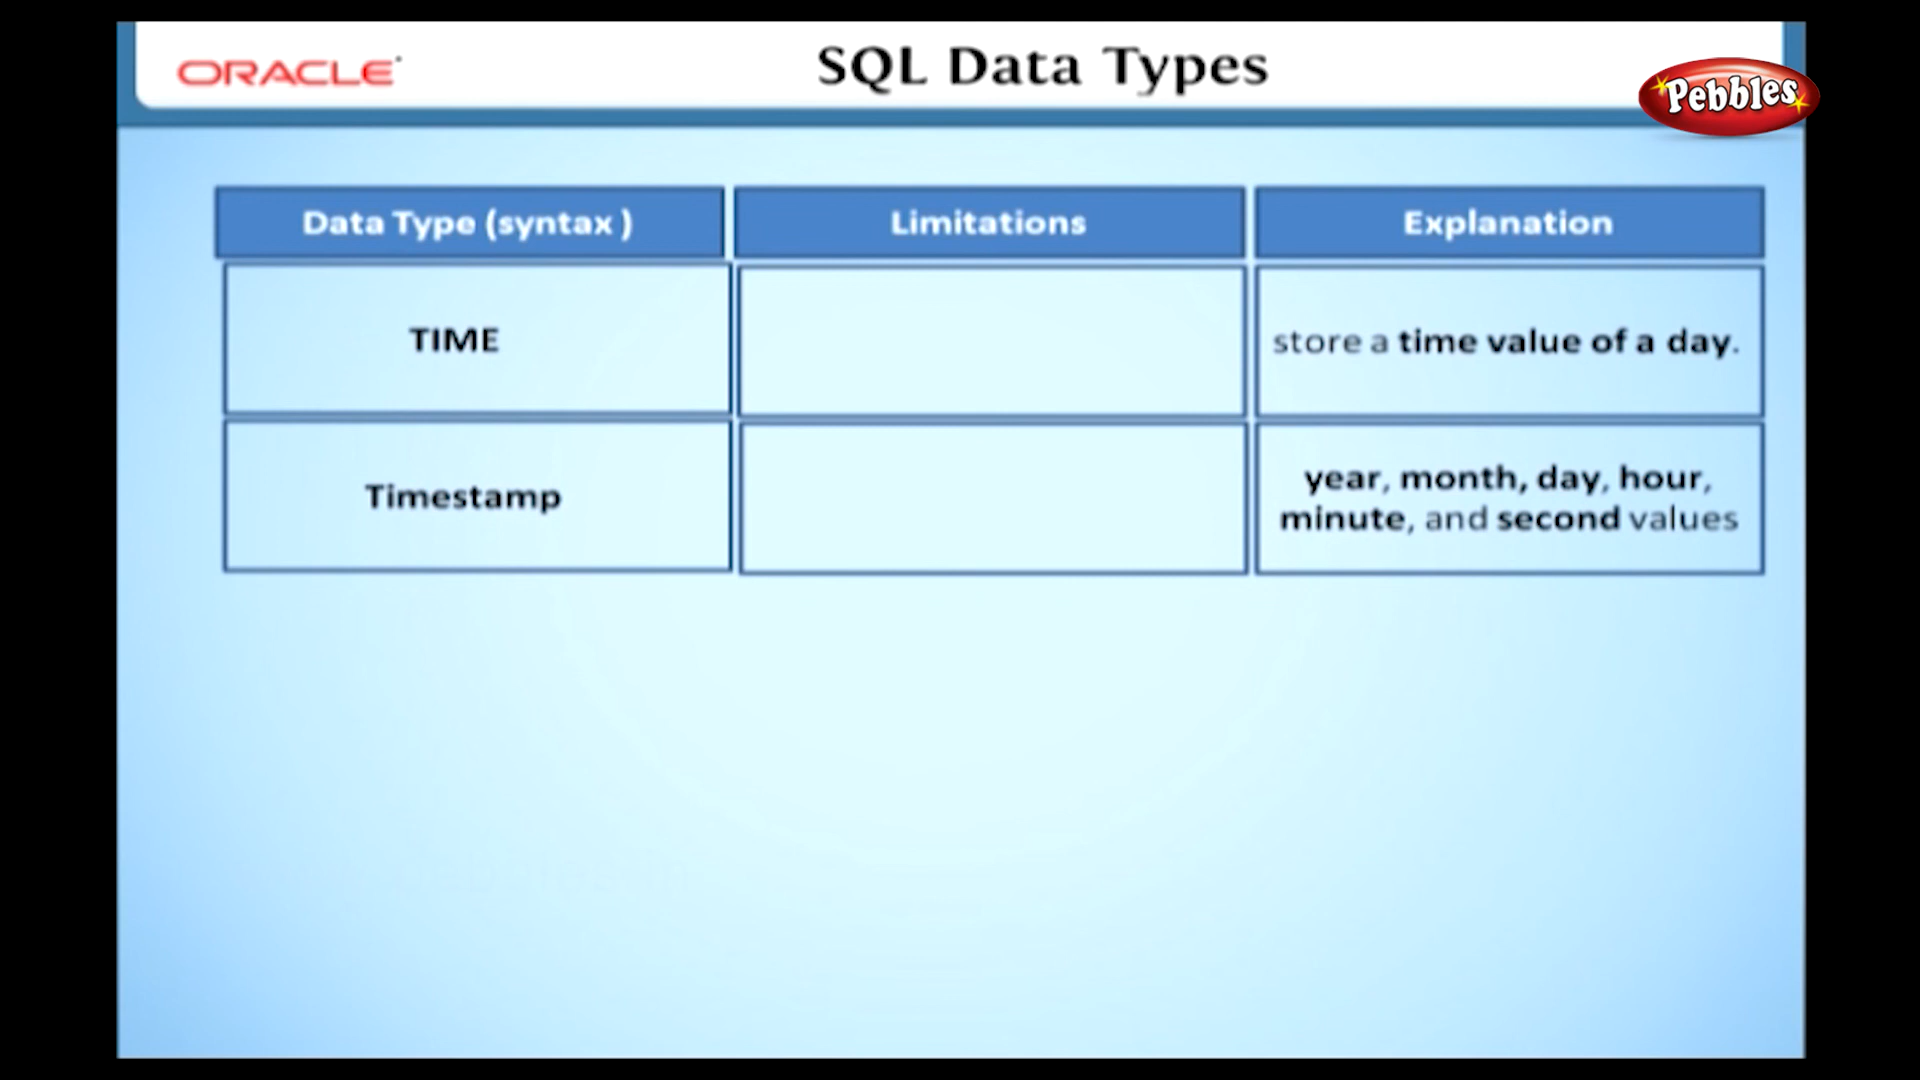 ORACLE
SQL Data Types
Pebbles
Data Type (syntax )
Limitations
Explanation
TIME
store a time value of a day.
Timestamp
year, month, day, hour,
minute, and second values